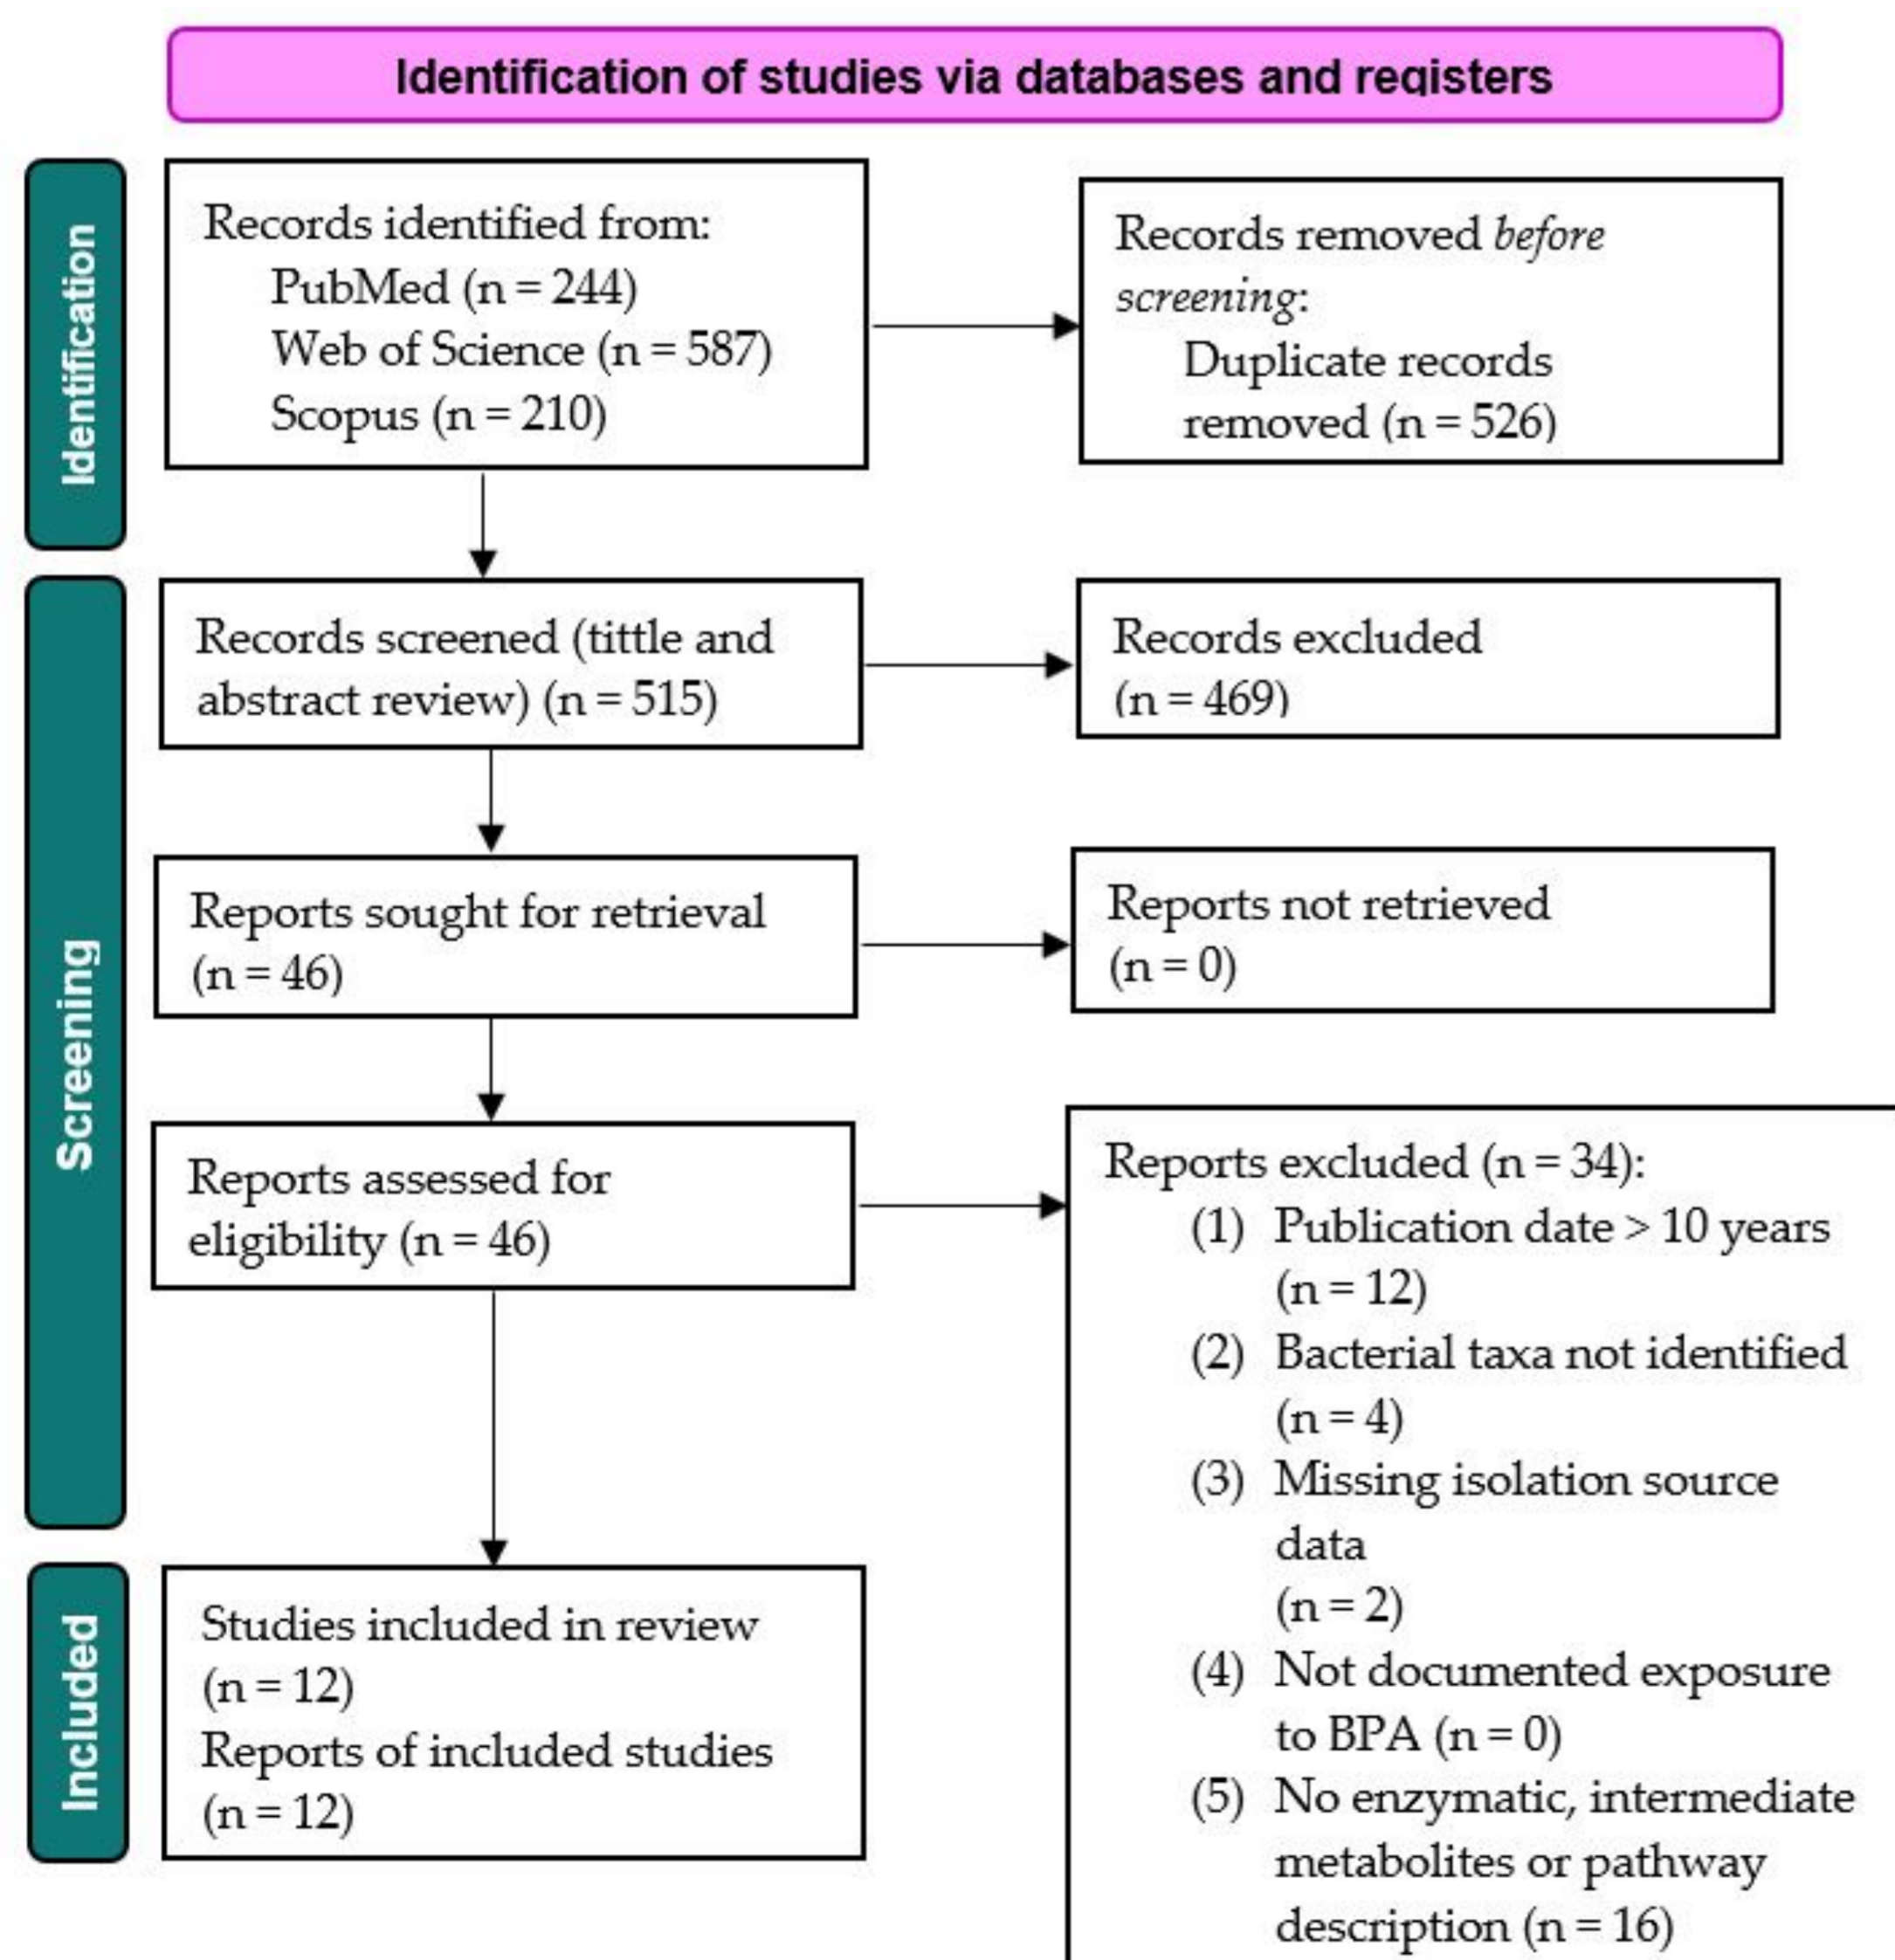 Identification of studies via databases and registers
Identification
Records identified from:
PubMed (n = 244)
Web of Science (n = 587)
Scopus (n = 210)
Records removed before
screening:
Duplicate records
removed (n = 526)
Screening
Records screened (tittle and
abstract review) (n = 515)
Records excluded
(n = 469)
Reports sought for retrieval
(n = 46)
Reports not retrieved
(n = 0)
Reports assessed for
eligibility (n = 46)
Reports excluded (n = 34):
(1) Publication date > 10 years
(n = 12)
(2) Bacterial taxa not identified
(n = 4)
(3) Missing isolation source
data
(n = 2)
(4) Not documented exposure
to BPA (n = 0)
(5) No enzymatic, intermediate
metabolites or pathway
description (n = 16)
Included
Studies included in review
(n = 12)
Reports of included studies
(n = 12)